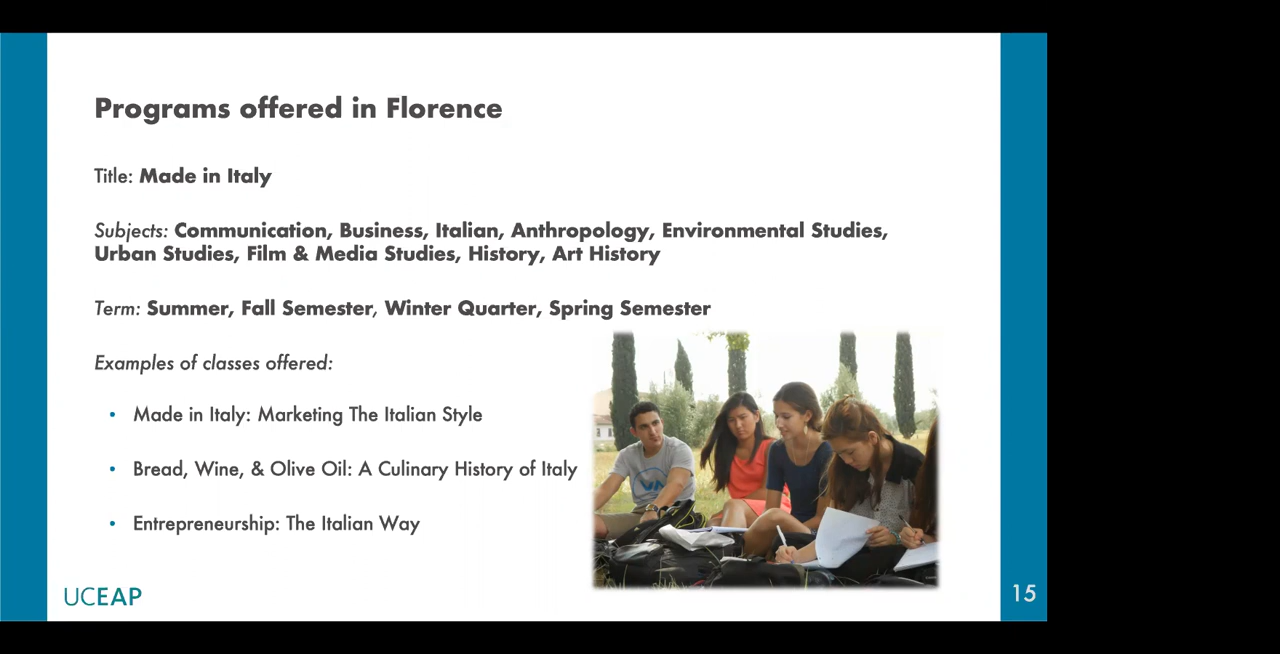 Programs offered in Florence
Title: Made in Italy
Subjects: Communication, Business, Italian, Anthropology, Environmental Studies,
Urban Studies, Film & Media Studies, History, Art History
Term: Summer, Fall Semester, Winter Quarter, Spring Semester
Examples of classes offered:
• Made in Italy: Marketing The Italian Style
• Bread, Wine, & Olive Oil: A Culinary History of Italy
• Entrepreneurship: The Italian Way
UCEAP
15